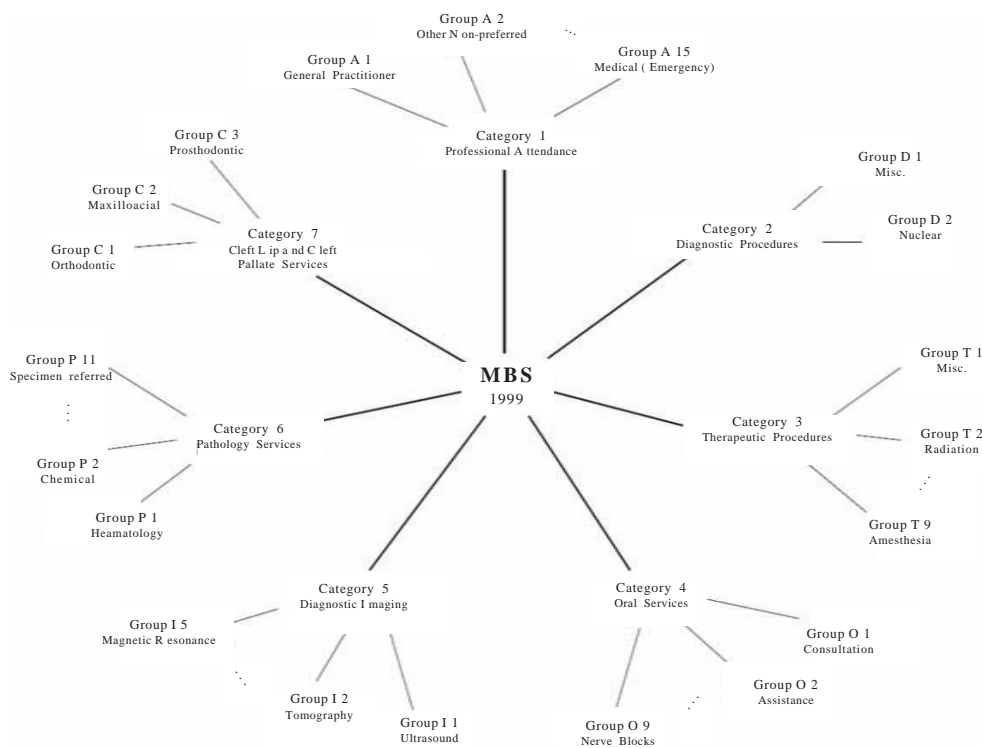 Group A 2
Other N on-preferred
...
Group A 1
General Practitioner
Group A 15
Medical ( Emergency)
Category 1
Professional A ttendance
Group C 3
Prosthodontic
Group C 2
Maxilloacial
Group C 1
Orthodontic
Category 7
Cleft L ip a nd C left
Pallate Services
Group D 1
Misc.
Group D 2
Nuclear
Category 2
Diagnostic Procedures
MBS
1999
Group P 11
Specimen referred
...
Group P 2
Chemical
Group P 1
Heamatology
Category 6
Pathology Services
Group T 1
Misc.
Category 3
Therapeutic Procedures
Group T 2
Radiation
...
Group T 9
Amesthesia
Category 5
Diagnostic I maging
Group I 5
Magnetic R esonance
...
Group I 2
Tomography
Group I 1
Ultrasound
Category 4
Oral Services
Group O 1
Consultation
Group O 2
Assistance
...
Group O 9
Nerve Blocks